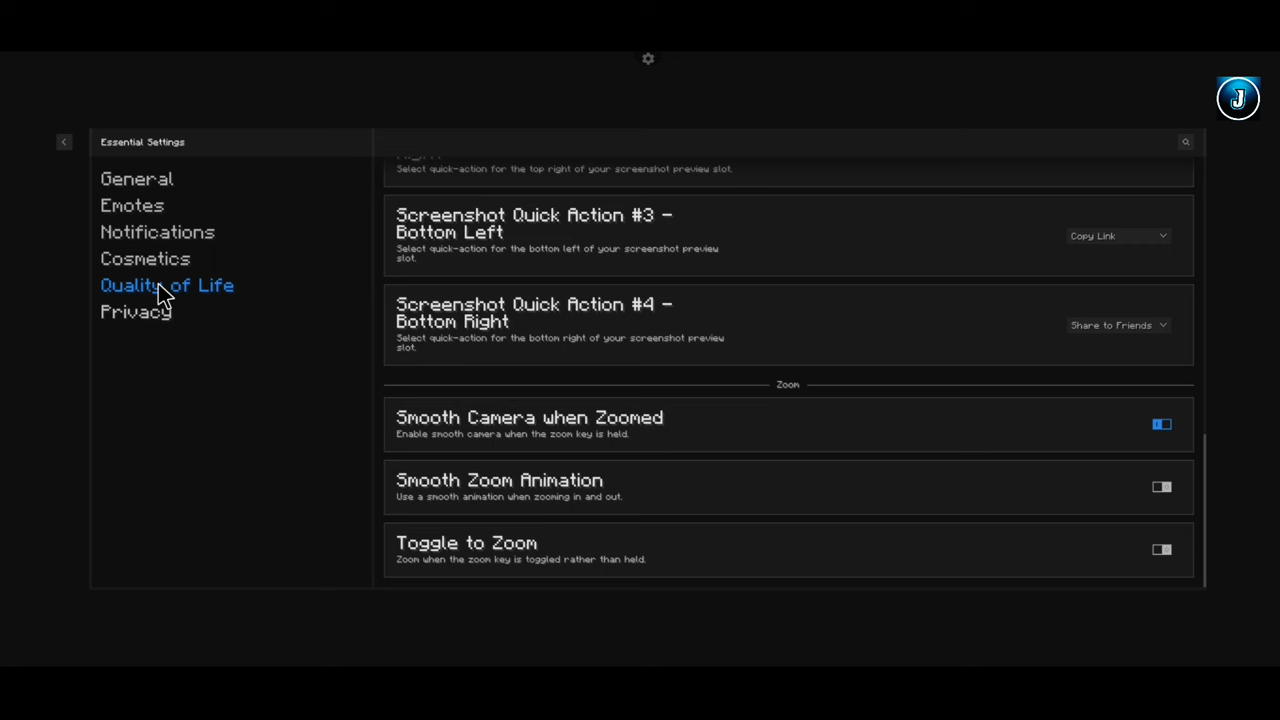 J
Essential Settings
General
Emotes
Notifications
Cosmetics
Quality of Life
Privacy
Select quick-action for the top right of your screenshot preview slot.
Screenshot Quick Action #3 -
Bottom Left
Select quick-action for the bottom left of your screenshot preview
slot.
Copy Link
Screenshot Quick Action #4 -
Bottom Right
Select quick-action for the bottom right of your screenshot preview
slot.
Share to Friends
Zoom
Smooth Camera when Zoomed
Enable smooth camera when the zoom key is held.
Smooth Zoom Animation
Use a smooth animation when zooming in and out.
Toggle to Zoom
Zoom when the zoom key is toggled rather than held.